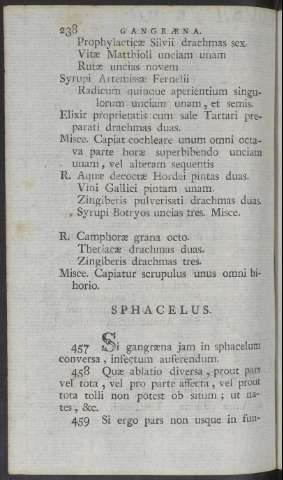 238 GANGRÆNA.
Prophylacticæ Silvii drachmas sex.
Vitæ Matthioli unciam unam
Rutæ uncias novem
Syrupi Artemisæ Fernelii
Radicum quinque aperientium singu-
lorum unciam unam, et semis.
Elixir proprietatis cum sale Tartari præ-
parati drachmas duas.
Misce. Capiat cochleare unum omni octa-
va parte horæ superbibendo unciam
unam, vel alteram sequentis
R. Aquæ decoctæ Hordei pintas duas.
Vini Gallici pintam unam.
Zingiberis pulverisati drachmas duas.
Syrupi Botryos uncias tres. Misce.
R. Camphoræ grana octo.
Theriacæ drachmas duas.
Zingiberis drachmas tres.
Misce. Capiatur scrupulus unus omni bi-
horio.
SPHACELUS.
457 Si gangræna jam in sphacelum
conversa, infectum auferendum.
458 Quæ ablatio diversa, prout pars
vel tota, vel pro parte affecta, vel prout
tota tolli non potest ob situm; ut na-
tes, &c.
459 Si ergo pars non usque in fun-